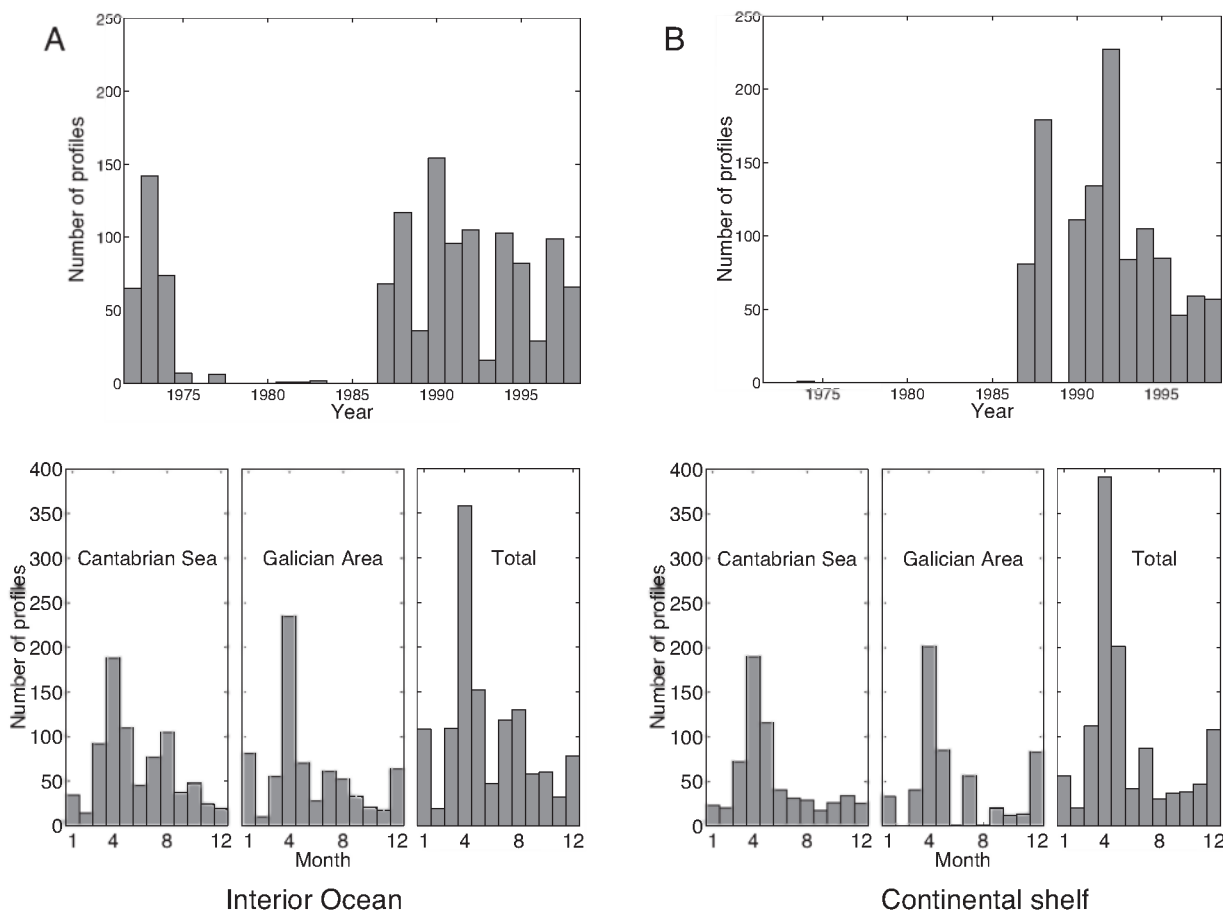 A
250
200
150
100
50
0
Number of profiles
1975 1980 1985 1990 1995
Year
B
250
200
150
100
50
0
Number of profiles
1975 1980 1985 1990 1995
Year
400
350
300
250
200
150
100
50
0
Number of profiles
Cantabrian Sea Galician Area Total
1 4 8 12 1 4 8 12 1 4 8 12
Month
Interior Ocean
400
350
300
250
200
150
100
50
0
Number of profiles
Cantabrian Sea Galician Area Total
1 4 8 12 1 4 8 12 1 4 8 12
Month
Continental shelf